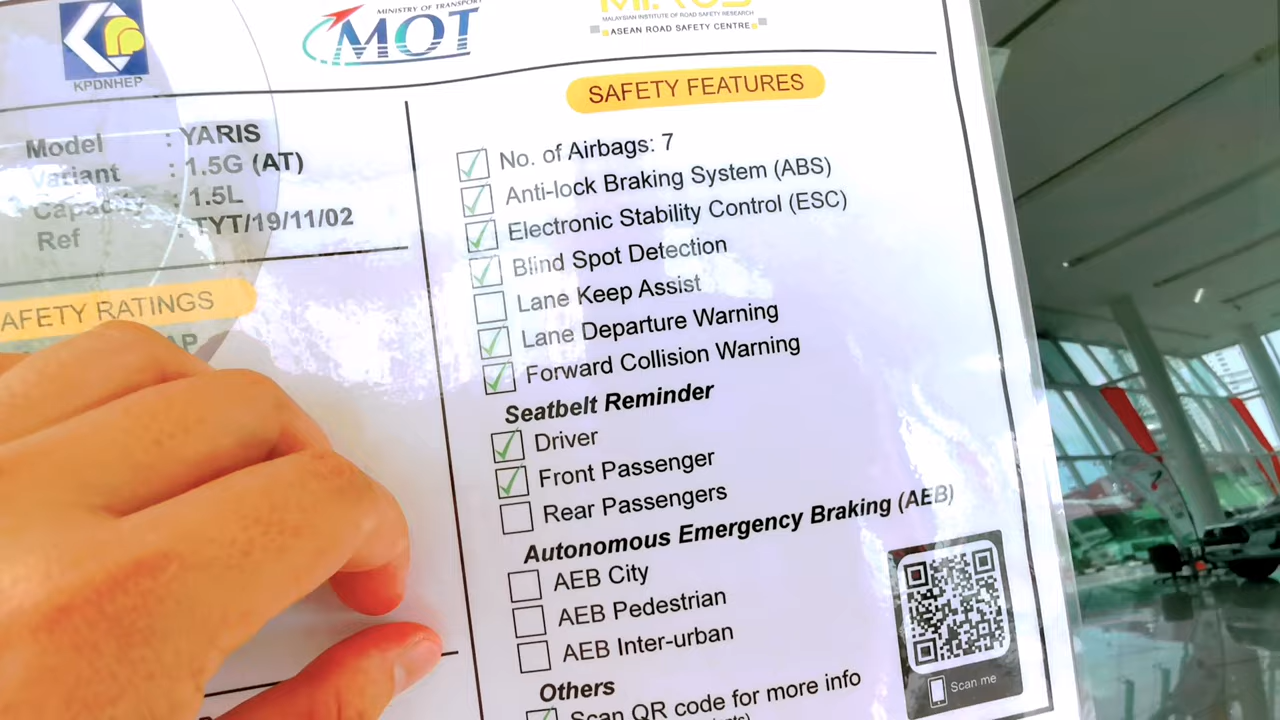 KPDNHEP
MINISTRY OF TRANSPORT
MOT
MALAYSIAN INSTITUTE OF ROAD SAFETY RESEARCH
ASEAN ROAD SAFETY CENTRE
Model : YARIS
Variant : 1.5G (AT)
Capacity : 1.5L
Ref : TYT/19/11/02
AFETY RATINGS
AP
SAFETY FEATURES
No. of Airbags: 7
Anti-lock Braking System (ABS)
Electronic Stability Control (ESC)
Blind Spot Detection
Lane Keep Assist
Lane Departure Warning
Forward Collision Warning
Seatbelt Reminder
Driver
Front Passenger
Rear Passengers
Autonomous Emergency Braking (AEB)
AEB City
AEB Pedestrian
AEB Inter-urban
Others
Scan QR code for more info
Scan me